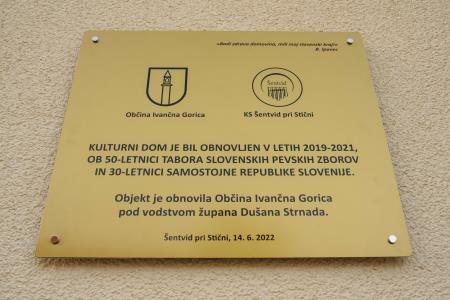 »Bodi zdrava domovina, mili moj slovenski kraj!«
B. Ipavec
Šentvid
Občina Ivančna Gorica
KS Šentvid pri Stični
KULTURNI DOM JE BIL OBNOVLJEN V LETIH 2019-2021,
OB 50-LETNICI TABORA SLOVENSKIH PEVSKIH ZBOROV
IN 30-LETNICI SAMOSTOJNE REPUBLIKE SLOVENIJE.
Objekt je obnovila Občina Ivančna Gorica
pod vodstvom župana Dušana Strnada.
Šentvid pri Stični, 14. 6. 2022